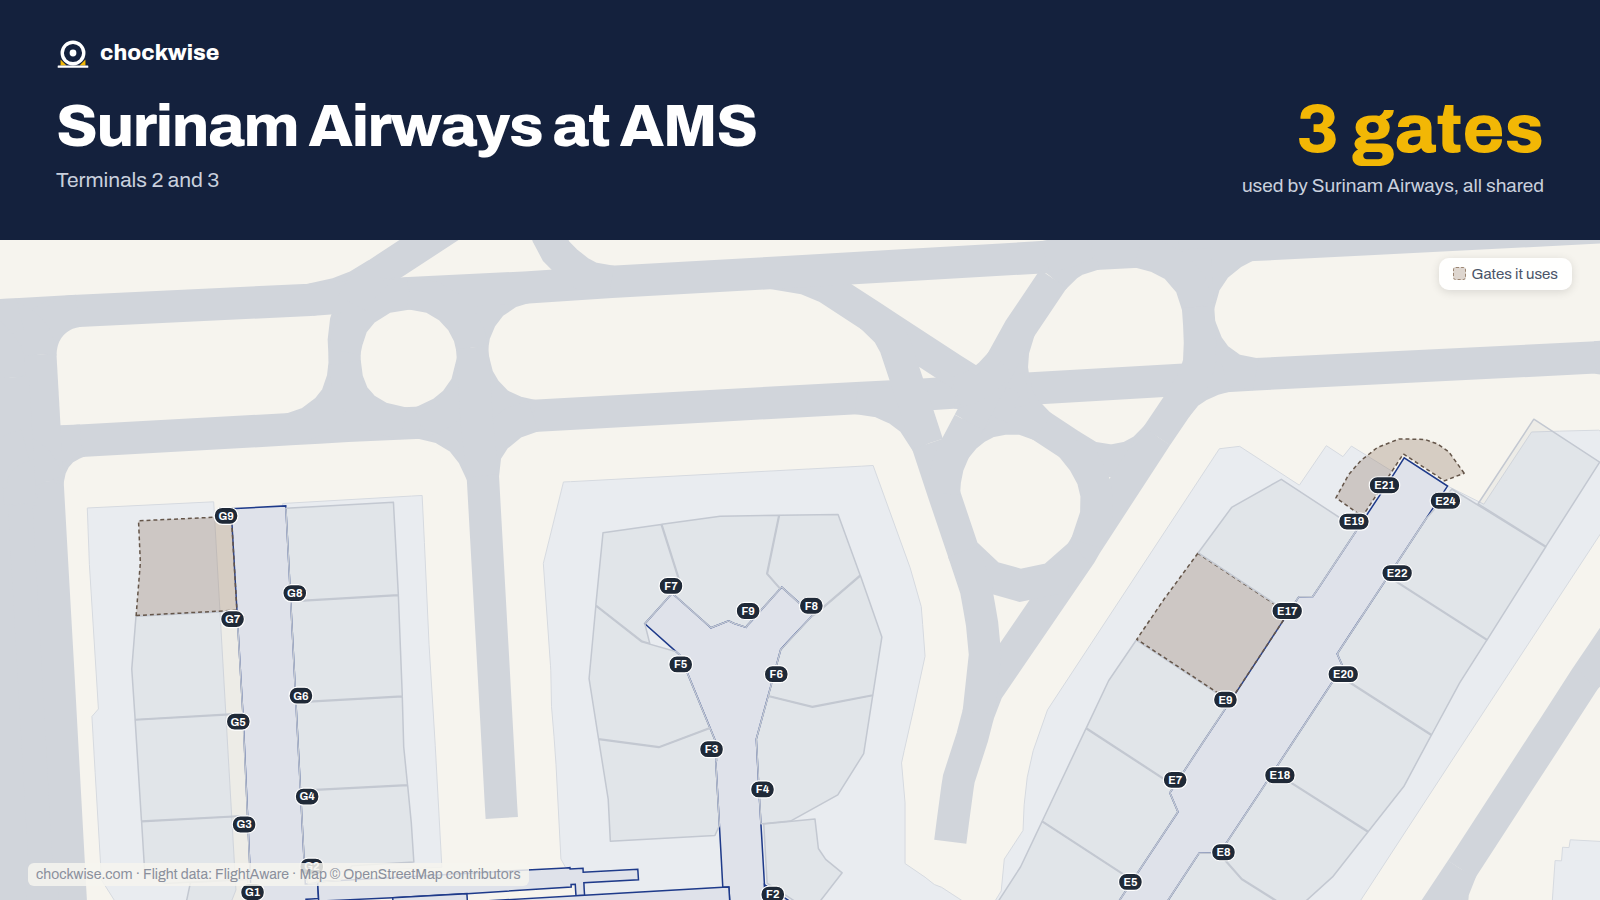 chockwise
Surinam Airways at AMS
Terminals 2 and 3
3 gates
used by Surinam Airways, all shared
Gates it uses
E21
E24
G9
E19
E22
F7
G8
F8
F9
E17
G7
F5
F6
E20
G6
E9
G5
F3
E18
E7
F4
G4
G3
E8
E5
G1
F2
chockwise.com · Flight data: FlightAware · Map © OpenStreetMap contributors